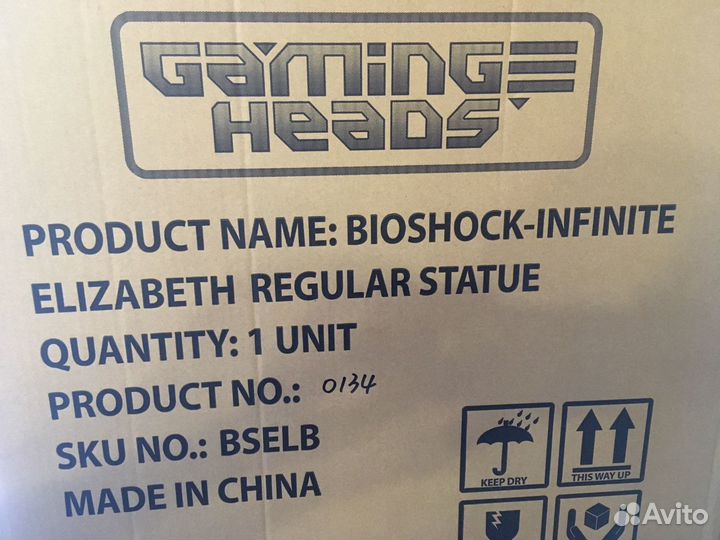 GAMING
HEADS
PRODUCT NAME: BIOSHOCK-INFINITE
ELIZABETH REGULAR STATUE
QUANTITY: 1 UNIT
PRODUCT NO.: 0134
SKU NO.: BSELB
MADE IN CHINA
KEEP DRY
THIS WAY UP
Avito